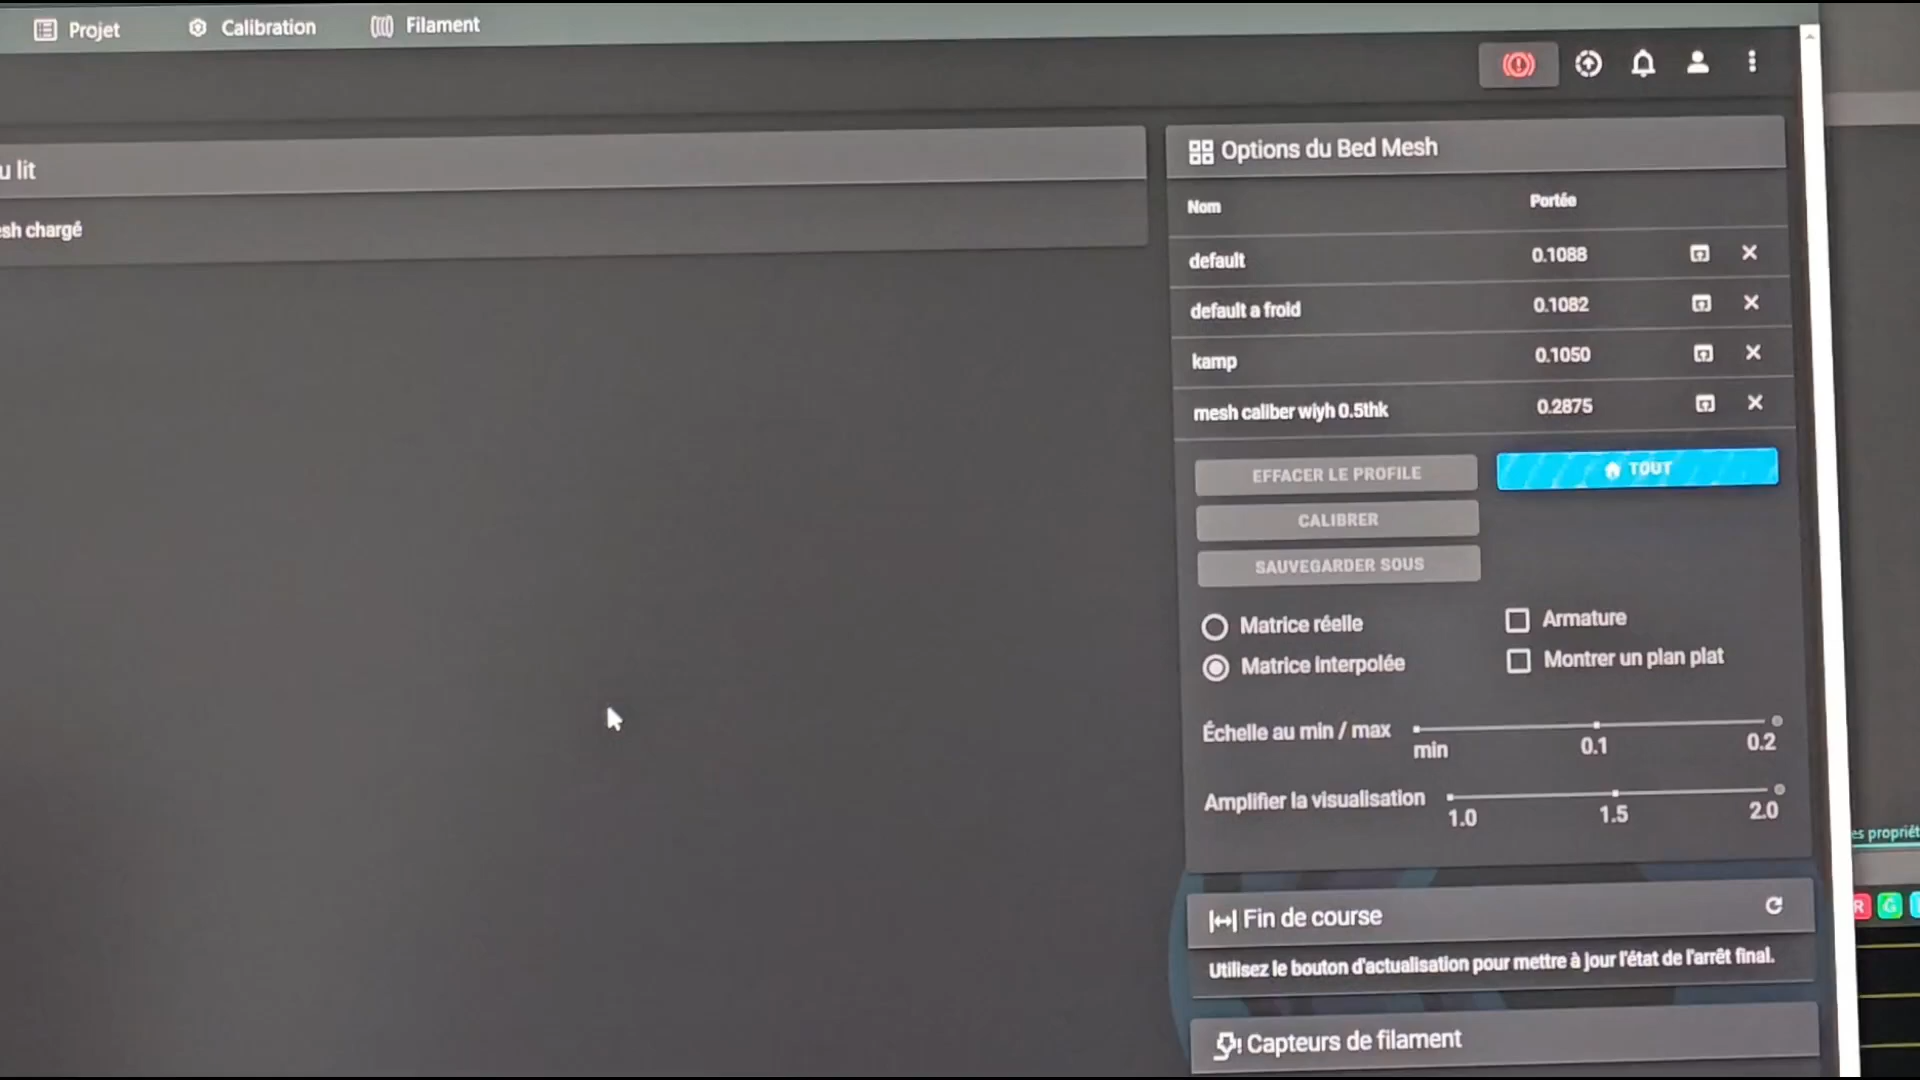 Projet
Calibration
Filament
u lit
sh chargé
Options du Bed Mesh
Nom
Portée
default
0.1088
default a froid
0.1082
kamp
0.1050
mesh caliber wiyh 0.5thk
0.2875
EFFACER LE PROFILE
TOUT
CALIBRER
SAUVEGARDER SOUS
Matrice réelle
Armature
Matrice interpolée
Montrer un plan plat
Échelle au min / max
min
0.1
0.2
Amplifier la visualisation
1.0
1.5
2.0
es propriét
Fin de course
R
G
Utilisez le bouton d'actualisation pour mettre à jour l'état de l'arrêt final.
Capteurs de filament